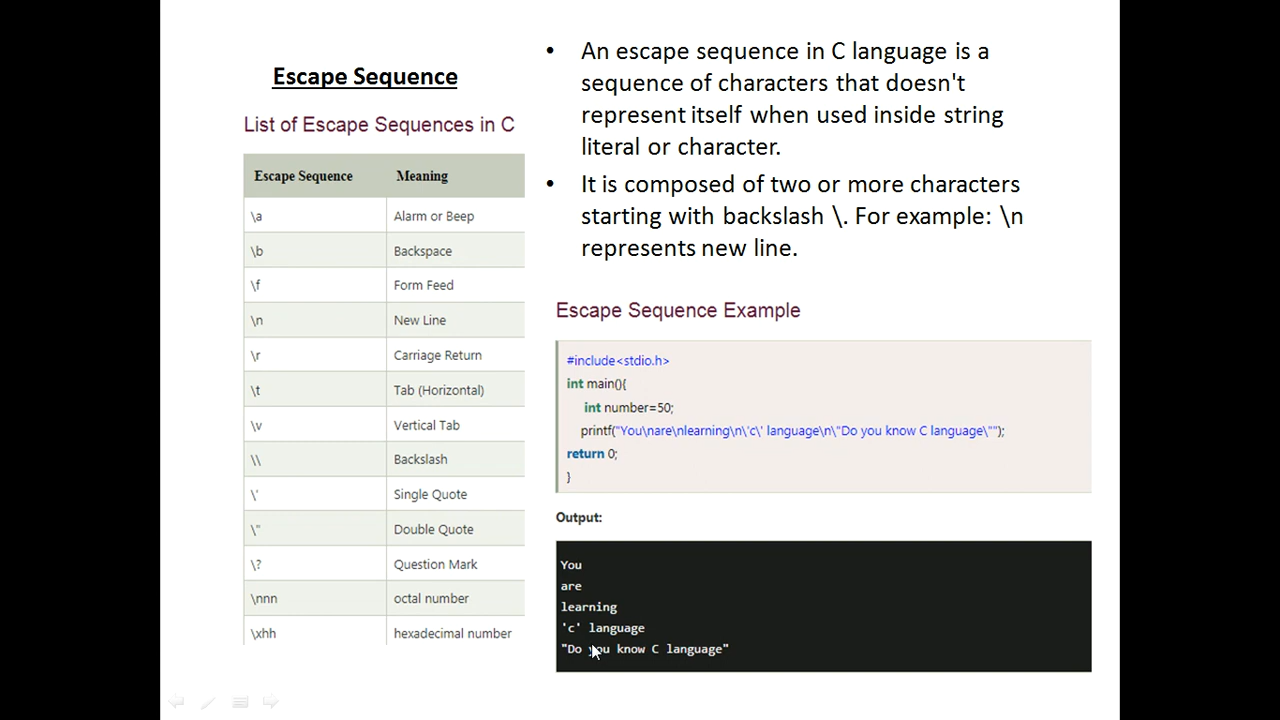 Escape Sequence
List of Escape Sequences in C
Escape Sequence Meaning
\a Alarm or Beep
\b Backspace
\f Form Feed
\n New Line
\r Carriage Return
\t Tab (Horizontal)
\v Vertical Tab
\\ Backslash
\' Single Quote
\" Double Quote
\? Question Mark
\nnn octal number
\xhh hexadecimal number
• An escape sequence in C language is a
sequence of characters that doesn't
represent itself when used inside string
literal or character.
• It is composed of two or more characters
starting with backslash \. For example: \n
represents new line.
Escape Sequence Example
#include<stdio.h>
int main(){
int number=50;
printf("You\nare\nlearning\n\'c\' language\n\"Do you know C language\"");
return 0;
}
Output:
You
are
learning
'c' language
"Do you know C language"